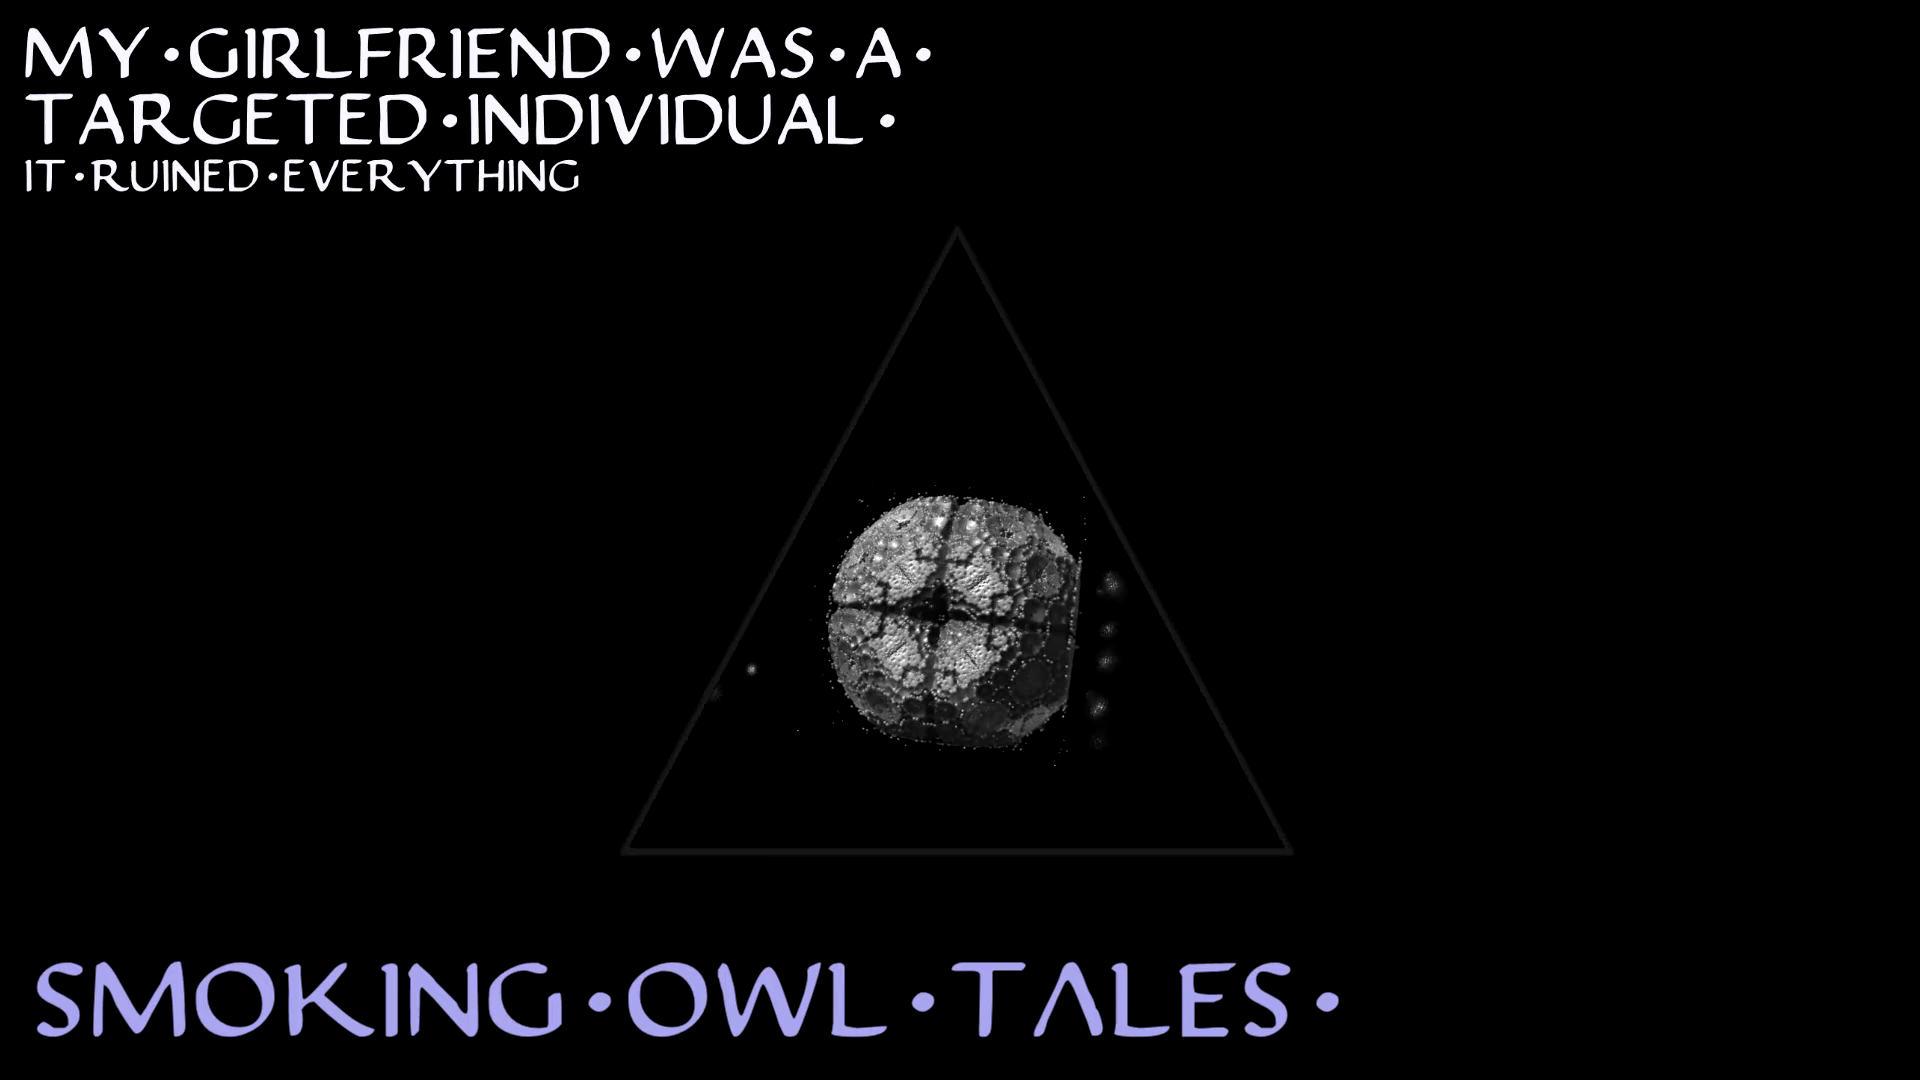 MY•GIRLFRIEND•WAS•A•
TARGETED•INDIVIDUAL•
IT•RUINED•EVERYTHING
SMOKING•OWL•TALES•